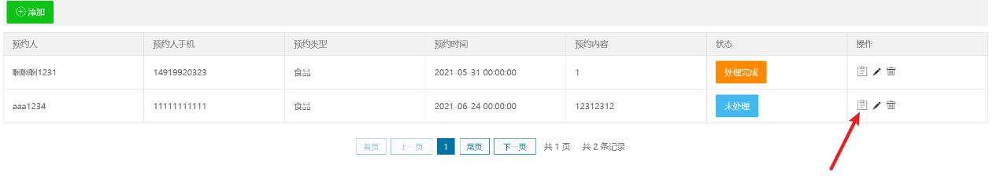 添加
预约人 预约人手机 预约类型 预约时间 预约内容 状态 操作
啊啊啊1231 14919920323 食品 2021-05-31 00:00:00 1 处理完成
aaa1234 11111111111 食品 2021-06-24 00:00:00 12312312 未处理
首页 上一页 1 尾页 下一页 共 1 页 共 2 条记录